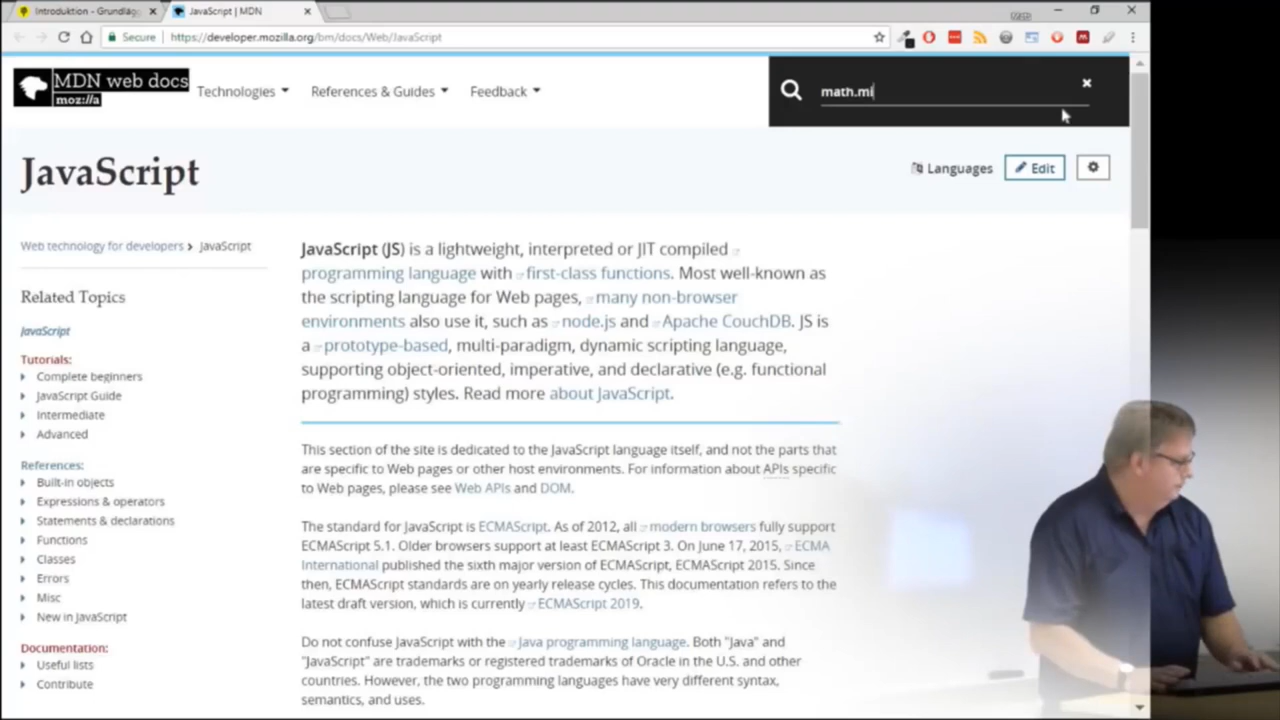 Introduktion - Grundläg
JavaScript | MDN
Secure
https://developer.mozilla.org/bm/docs/Web/JavaScript
MDN web docs
moz://a
Technologies
References & Guides
Feedback
math.mi
JavaScript
Languages
Edit
Web technology for developers
JavaScript
Related Topics
JavaScript
Tutorials:
Complete beginners
JavaScript Guide
Intermediate
Advanced
References:
Built-in objects
Expressions & operators
Statements & declarations
Functions
Classes
Errors
Misc
New in JavaScript
Documentation:
Useful lists
Contribute
JavaScript (JS) is a lightweight, interpreted or JIT compiled
programming language with first-class functions. Most well-known as
the scripting language for Web pages, many non-browser
environments also use it, such as node.js and Apache CouchDB. JS is
a prototype-based, multi-paradigm, dynamic scripting language,
supporting object-oriented, imperative, and declarative (e.g. functional
programming) styles. Read more about JavaScript.
This section of the site is dedicated to the JavaScript language itself, and not the parts that
are specific to Web pages or other host environments. For information about APIs specific
to Web pages, please see Web APIs and DOM.
The standard for JavaScript is ECMAScript. As of 2012, all modern browsers fully support
ECMAScript 5.1. Older browsers support at least ECMAScript 3. On June 17, 2015, ECMA
International published the sixth major version of ECMAScript, ECMAScript 2015. Since
then, ECMAScript standards are on yearly release cycles. This documentation refers to the
latest draft version, which is currently ECMAScript 2019.
Do not confuse JavaScript with the Java programming language. Both "Java" and
"JavaScript" are trademarks or registered trademarks of Oracle in the U.S. and other
countries. However, the two programming languages have very different syntax,
semantics, and uses.